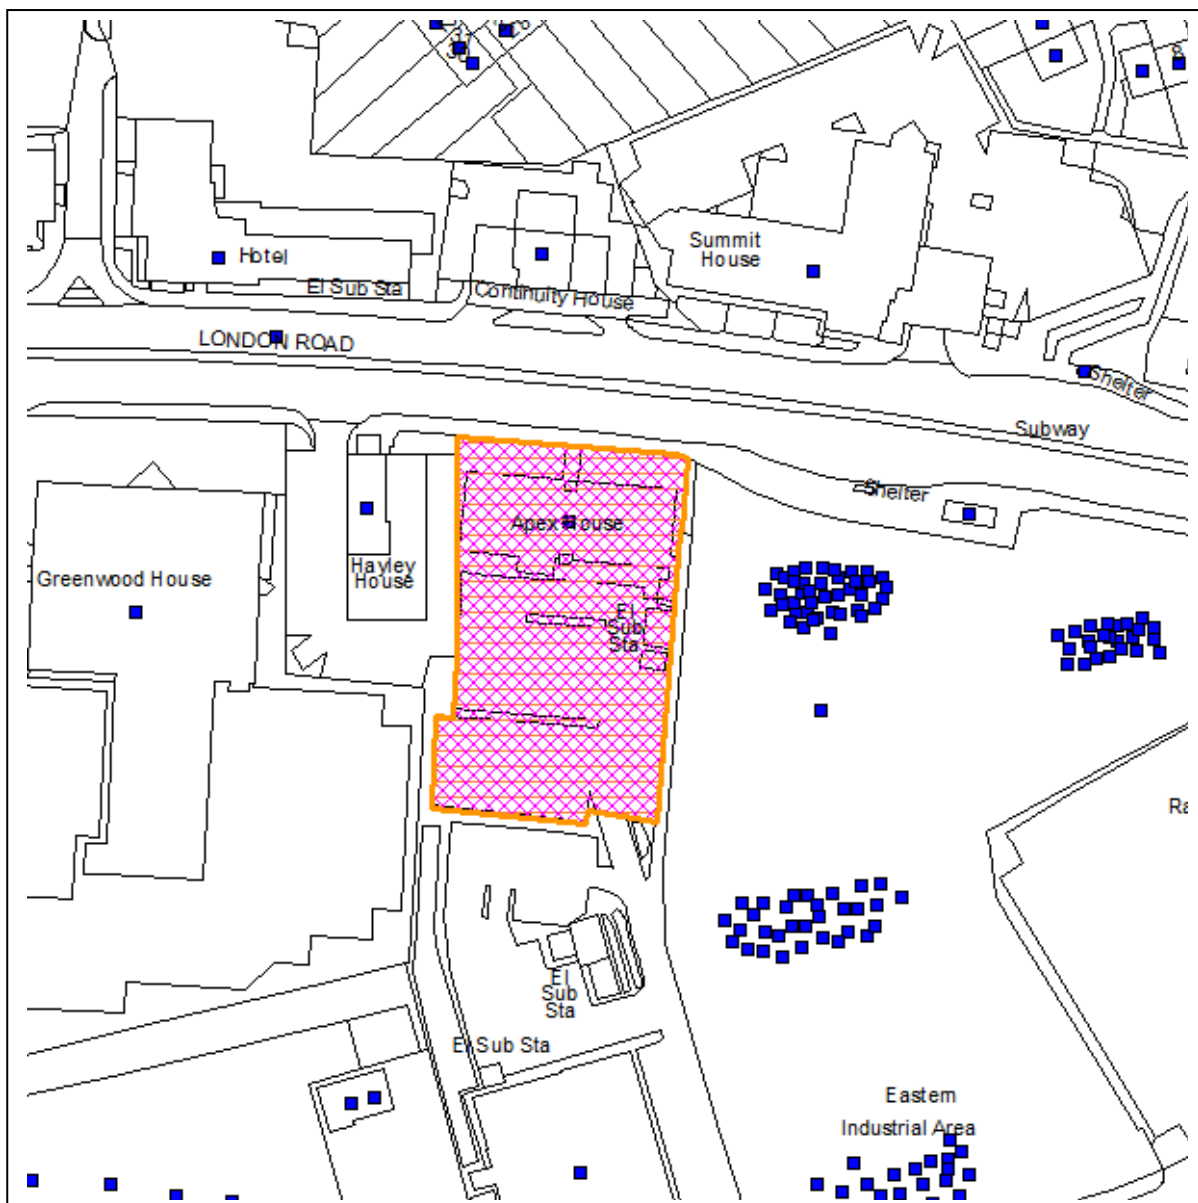 Hotel
El Sub Sta
Continuity House
Summit
House
LONDON ROAD
Shelter
Subway
Shelter
Apex House
Hayley
House
Greenwood House
El
Sub
Sta
El
Sub
Sta
El Sub Sta
Eastern
Industrial Area
Ra